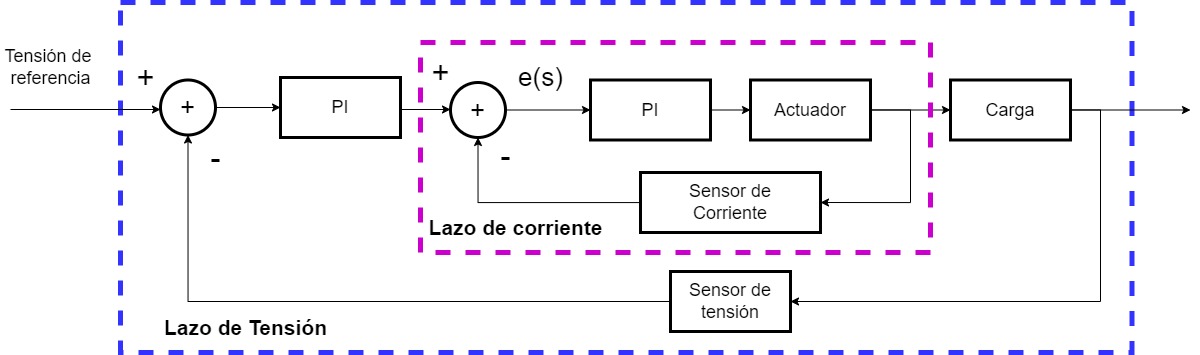 Tensión de
referencia
+
+
-
PI
+
+
-
e(s)
PI
Actuador
Carga
Sensor de
Corriente
Lazo de corriente
Sensor de
tensión
Lazo de Tensión